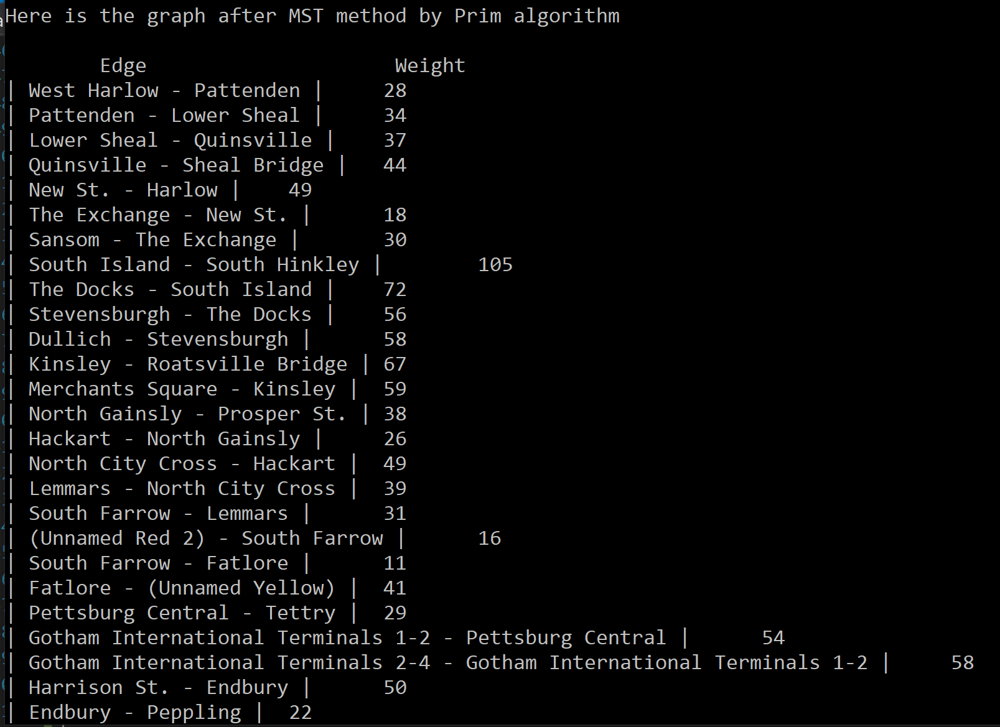 Here is the graph after MST method by Prim algorithm
Edge Weight
| West Harlow - Pattenden | 28
| Pattenden - Lower Sheal | 34
| Lower Sheal - Quinsville | 37
| Quinsville - Sheal Bridge | 44
| New St. - Harlow | 49
| The Exchange - New St. | 18
| Sansom - The Exchange | 30
| South Island - South Hinkley | 105
| The Docks - South Island | 72
| Stevensburgh - The Docks | 56
| Dullich - Stevensburgh | 58
| Kinsley - Roatsville Bridge | 67
| Merchants Square - Kinsley | 59
| North Gainsly - Prosper St. | 38
| Hackart - North Gainsly | 26
| North City Cross - Hackart | 49
| Lemmars - North City Cross | 39
| South Farrow - Lemmars | 31
| (Unnamed Red 2) - South Farrow | 16
| South Farrow - Fatlore | 11
| Fatlore - (Unnamed Yellow) | 41
| Pettsburg Central - Tettry | 29
| Gotham International Terminals 1-2 - Pettsburg Central | 54
| Gotham International Terminals 2-4 - Gotham International Terminals 1-2 | 58
| Harrison St. - Endbury | 50
| Endbury - Peppling | 22